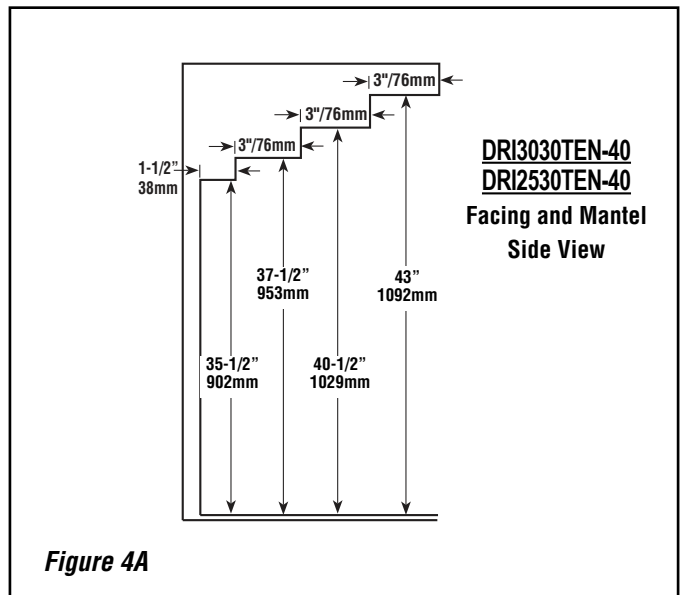 3"/76mm
3"/76mm
3"/76mm
1-1/2”
38mm
DRI3030TEN-40
DRI2530TEN-40
Facing and Mantel
Side View
37-1/2”
953mm
43”
1092mm
35-1/2”
902mm
40-1/2”
1029mm
Figure 4A